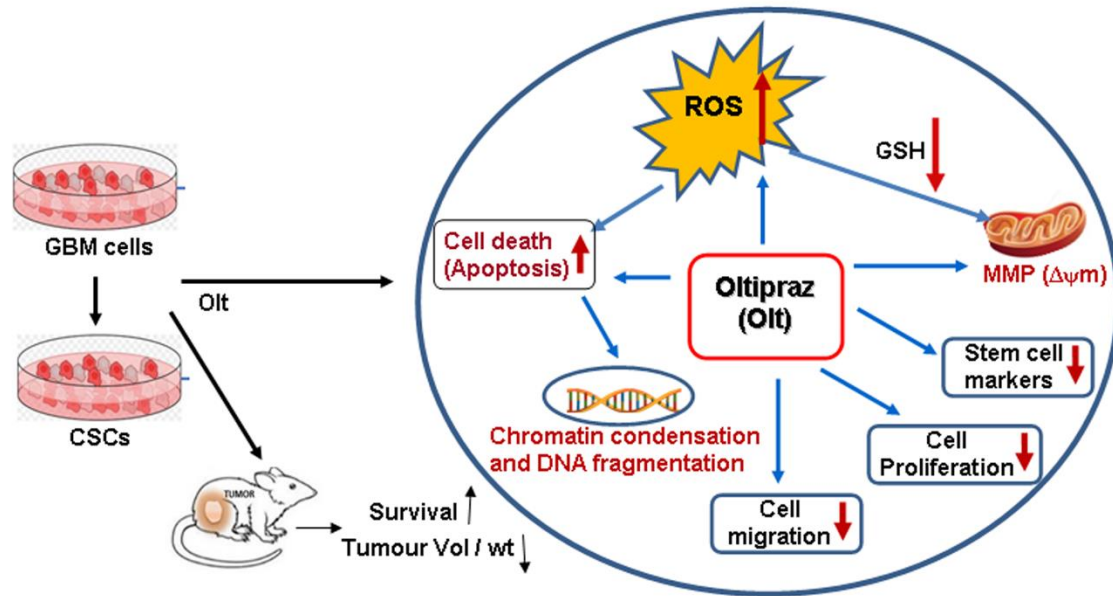 ROS
GSH
GBM cells
Cell death
(Apoptosis)
MMP (Δψm)
Oltipraz
(Olt)
Olt
Stem cell
markers
CSCs
Chromatin condensation
and DNA fragmentation
Cell
Proliferation
TUMOR
Survival
Tumour Vol / wt
Cell
migration